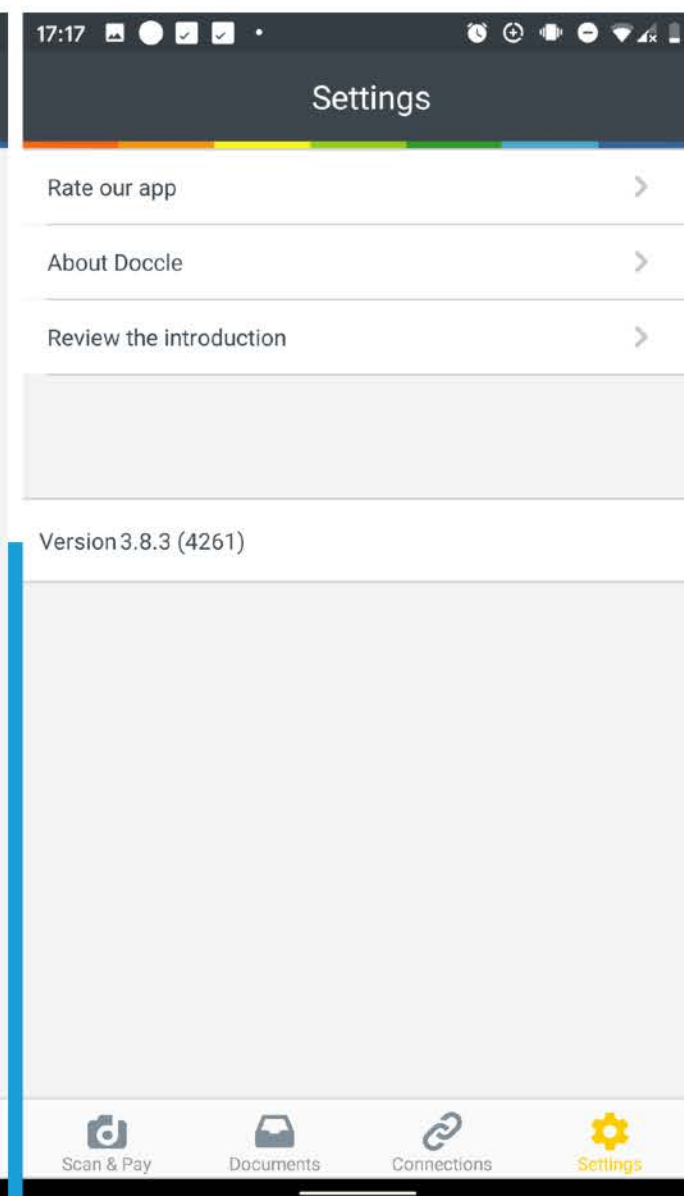 17:17
Settings
Rate our app
About Doccle
Review the introduction
Version 3.8.3 (4261)
Scan & Pay Documents Connections Settings